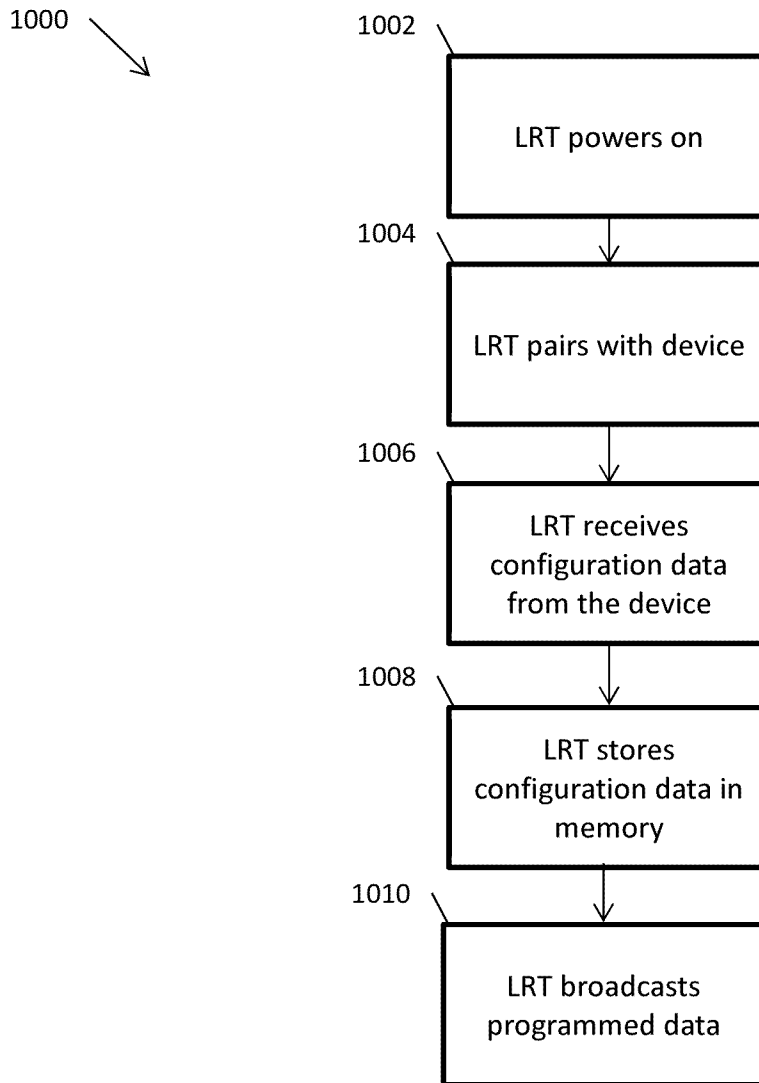 1000
1002
LRT powers on
1004
LRT pairs with device
1006
LRT receives
configuration data
from the device
1008
LRT stores
configuration data in
memory
1010
LRT broadcasts
programmed data